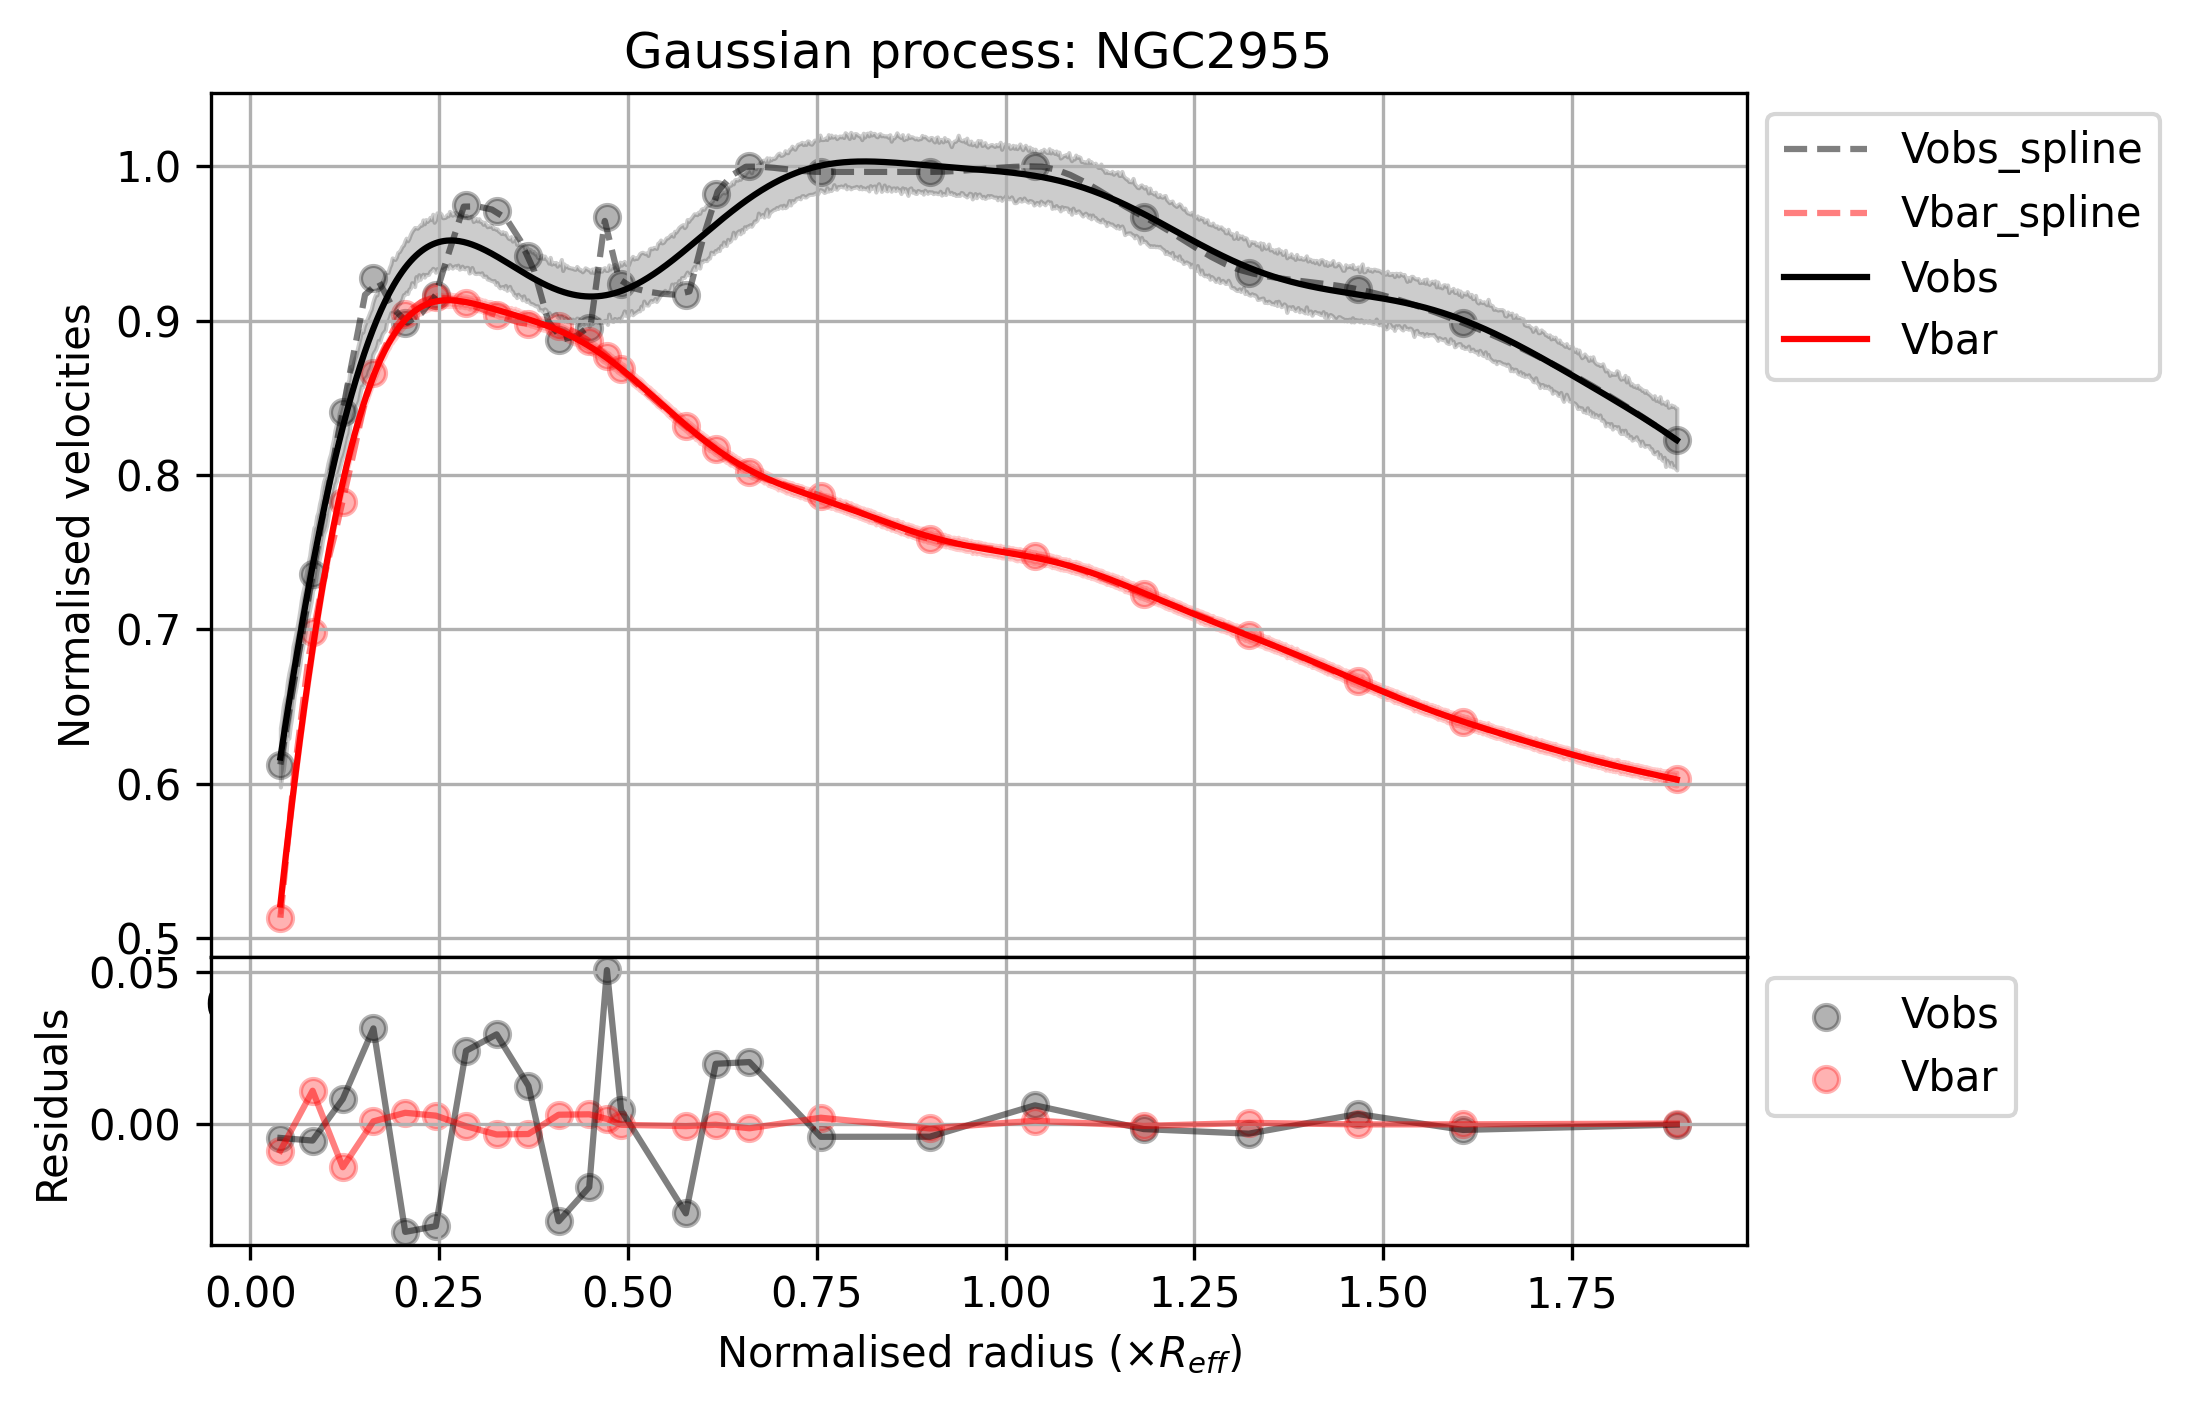 Gaussian process: NGC2955
Normalised velocities
1.0
0.9
0.8
0.7
0.6
0.5
Vobs_spline
Vbar_spline
Vobs
Vbar
Residuals
0.05
0.00
Vobs
Vbar
0.00 0.25 0.50 0.75 1.00 1.25 1.50 1.75
Normalised radius (×R_eff)